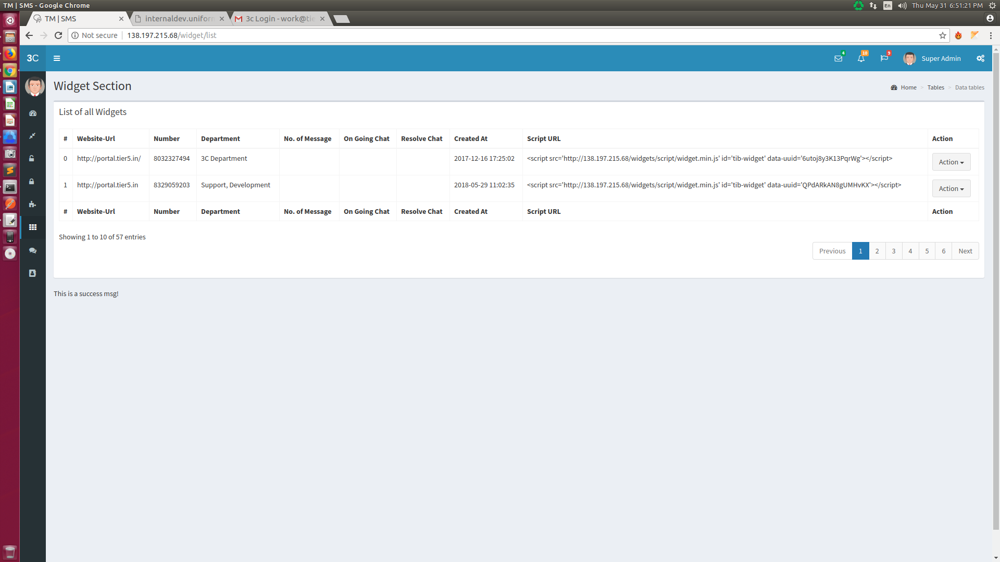 TM | SMS - Google Chrome
En
Thu May 31 6:51:21 PM
TM | SMS
internaldev.uniforn
3c Login - work@tie
Not secure
138.197.215.68/widget/list
3C
4
10
9
Super Admin
Widget Section
Home > Tables > Data tables
List of all Widgets
# Website-Url Number Department No. of Message On Going Chat Resolve Chat Created At Script URL Action
0 http://portal.tier5.in/ 8032327494 3C Department 2017-12-16 17:25:02 <script src='http://138.197.215.68/widgets/script/widget.min.js' id='tib-widget' data-uuid='6utoj8y3K13PqrWg'></script> Action
1 http://portal.tier5.in 8329059203 Support, Development 2018-05-29 11:02:35 <script src='http://138.197.215.68/widgets/script/widget.min.js' id='tib-widget' data-uuid='QPdARkAN8gUMHvKX'></script> Action
# Website-Url Number Department No. of Message On Going Chat Resolve Chat Created At Script URL Action
Showing 1 to 10 of 57 entries
Previous 1 2 3 4 5 6 Next
This is a success msg!